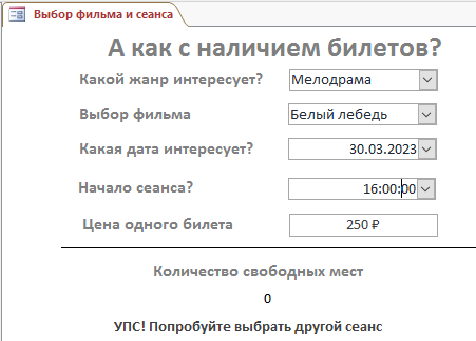 Выбор фильма и сеанса
А как с наличием билетов?
Какой жанр интересует? Мелодрама
Выбор фильма Белый лебедь
Какая дата интересует? 30.03.2023
Начало сеанса? 16:00:00
Цена одного билета 250 ₽
Количество свободных мест
0
УПС! Попробуйте выбрать другой сеанс